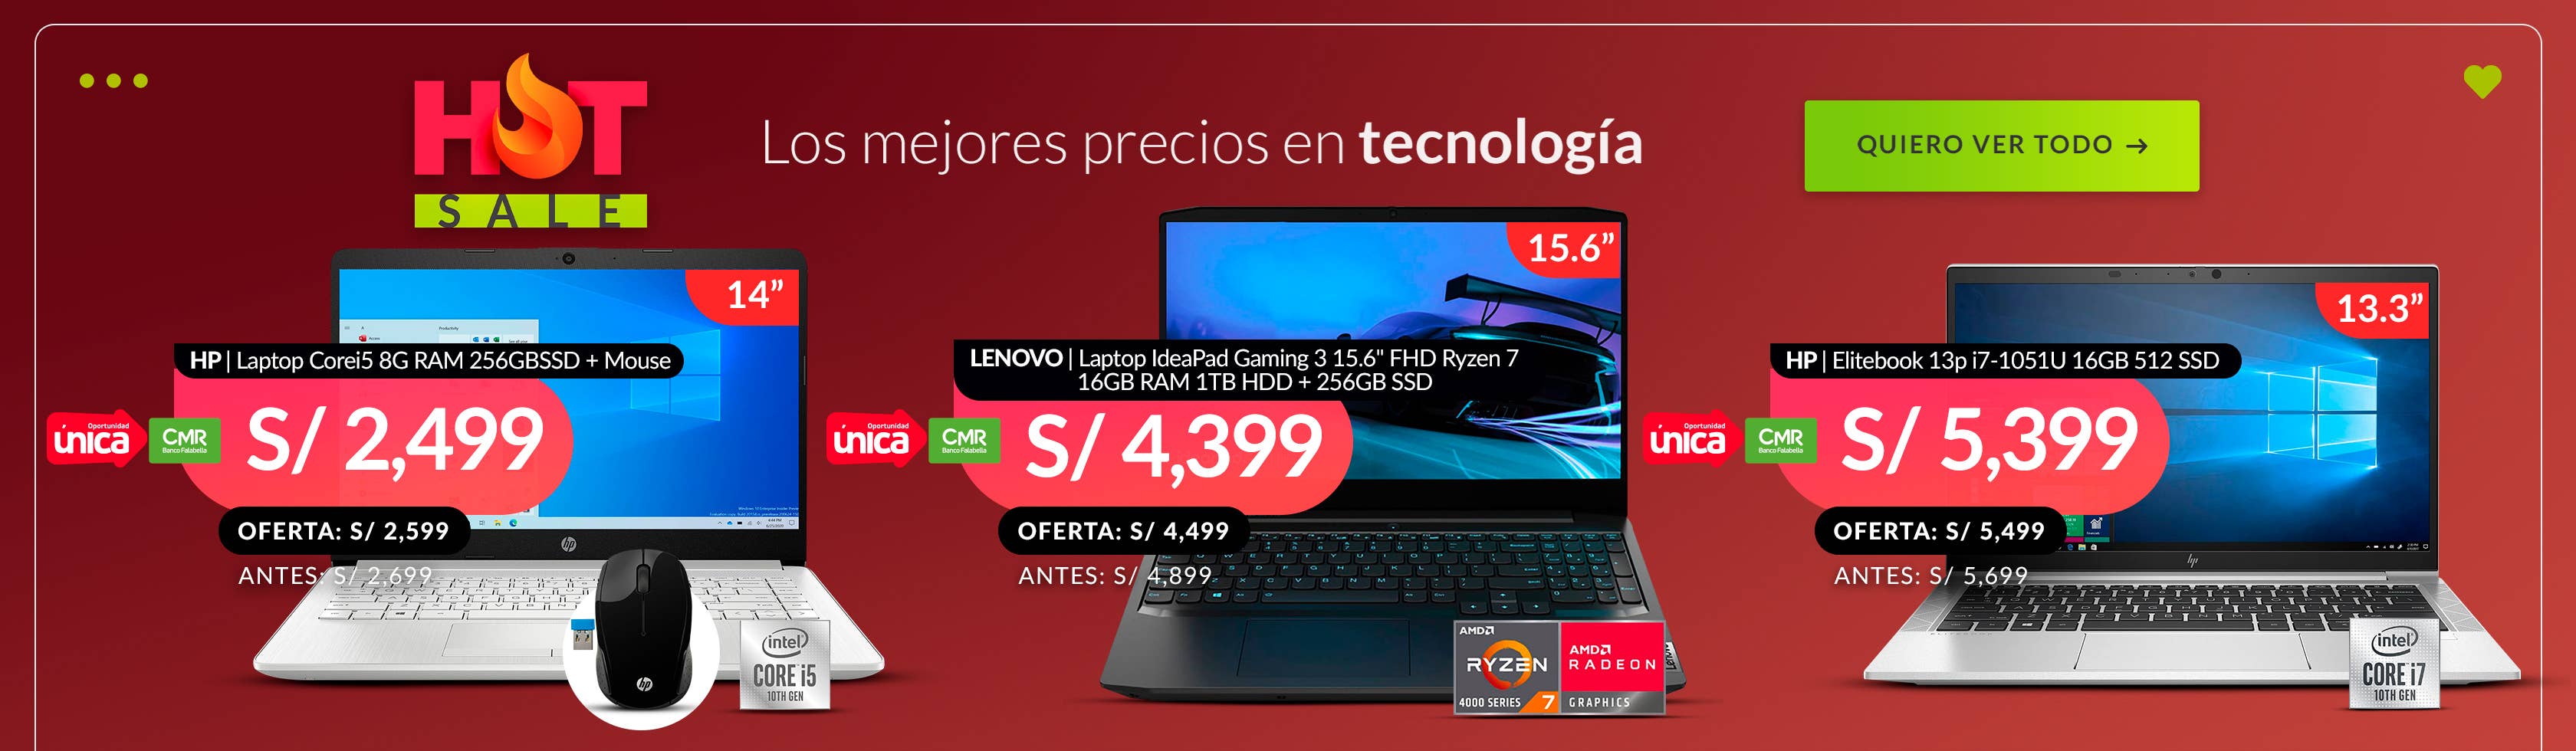 HOT
SALE
Los mejores precios en tecnología
QUIERO VER TODO →
14”
HP | Laptop Corei5 8G RAM 256GBSSD + Mouse
Oportunidad
única
CMR
Banco Falabella
S/ 2,499
OFERTA: S/ 2,599
ANTES: S/ 2,699
hp
intel
CORE i5
10TH GEN
15.6”
LENOVO | Laptop IdeaPad Gaming 3 15.6" FHD Ryzen 7
16GB RAM 1TB HDD + 256GB SSD
Oportunidad
única
CMR
Banco Falabella
S/ 4,399
OFERTA: S/ 4,499
ANTES: S/ 4,899
AMD
RYZEN
4000 SERIES 7
AMD
RADEON
GRAPHICS
Lenovo
13.3”
HP | Elitebook 13p i7-1051U 16GB 512 SSD
Oportunidad
única
CMR
Banco Falabella
S/ 5,399
OFERTA: S/ 5,499
ANTES: S/ 5,699
hp
intel
CORE i7
10TH GEN